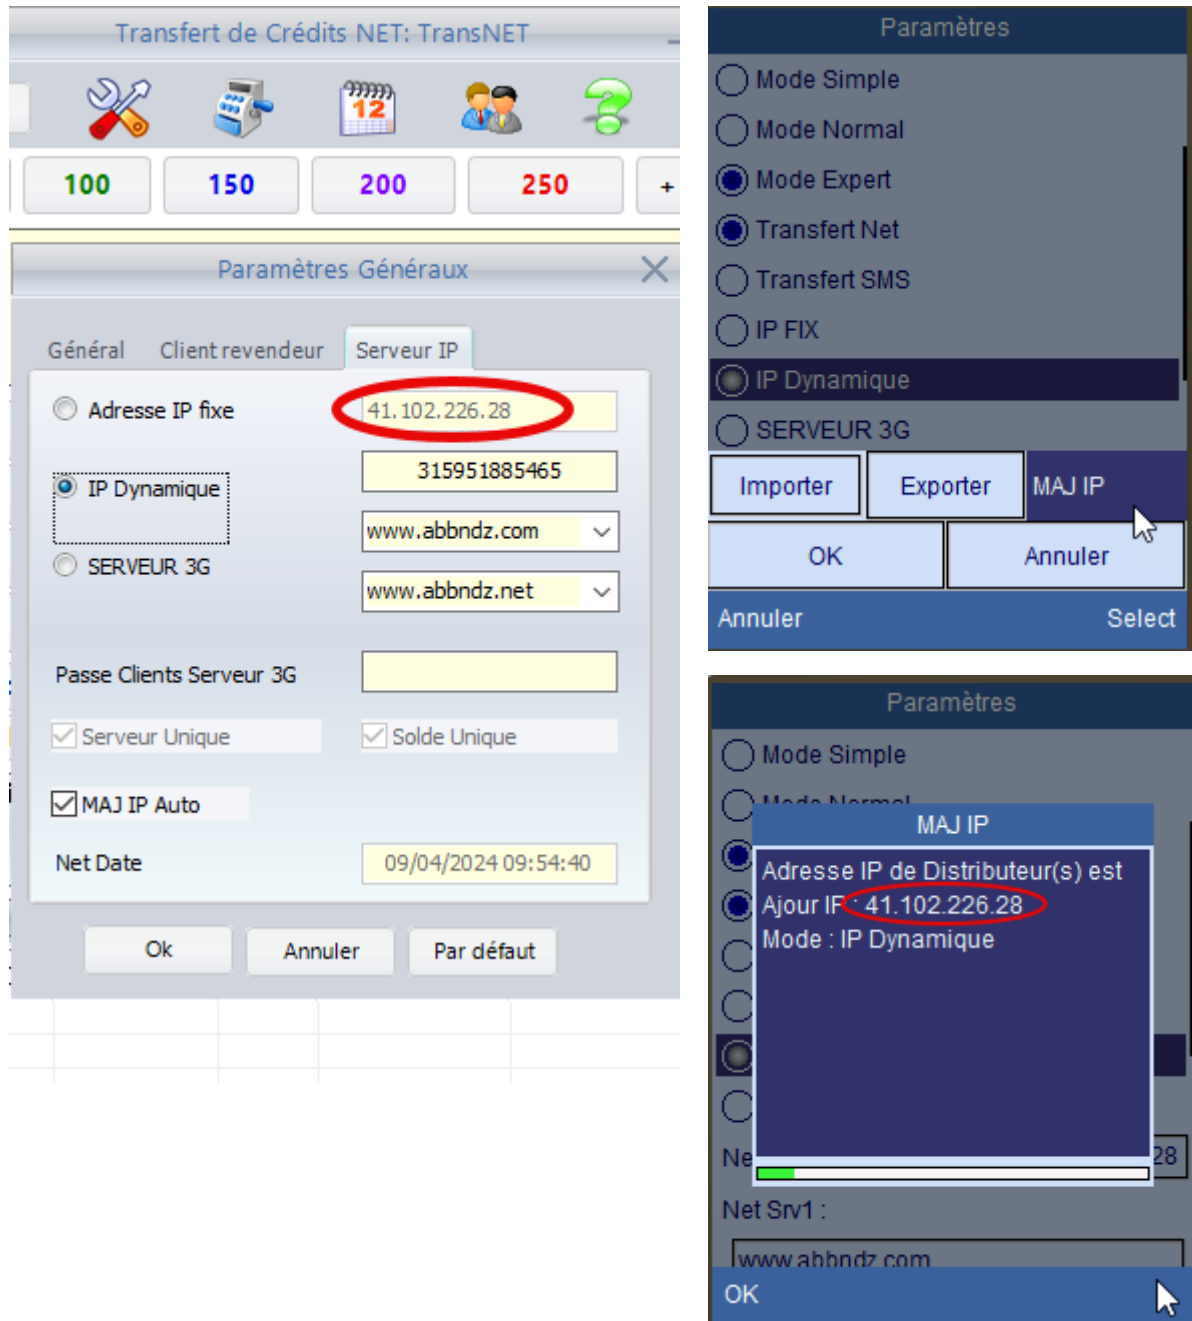 Transfert de Crédits NET: TransNET
12
100 150 200 250 +
Paramètres Généraux
Général Client revendeur Serveur IP
Adresse IP fixe 41.102.226.28
315951885465
IP Dynamique
www.abbndz.com
SERVEUR 3G
www.abbndz.net
Passe Clients Serveur 3G
Serveur Unique Solde Unique
MAJ IP Auto
Net Date 09/04/2024 09:54:40
Ok Annuler Par défaut
Paramètres
Mode Simple
Mode Normal
Mode Expert
Transfert Net
Transfert SMS
IP FIX
IP Dynamique
SERVEUR 3G
Importer Exporter MAJ IP
OK Annuler
Annuler Select
Paramètres
Mode Simple
Mode Normal
MAJ IP
Adresse IP de Distributeur(s) est
Ajour IP : 41.102.226.28
Mode : IP Dynamique
Ne 28
Net Srv1 :
www.abbndz.com
OK